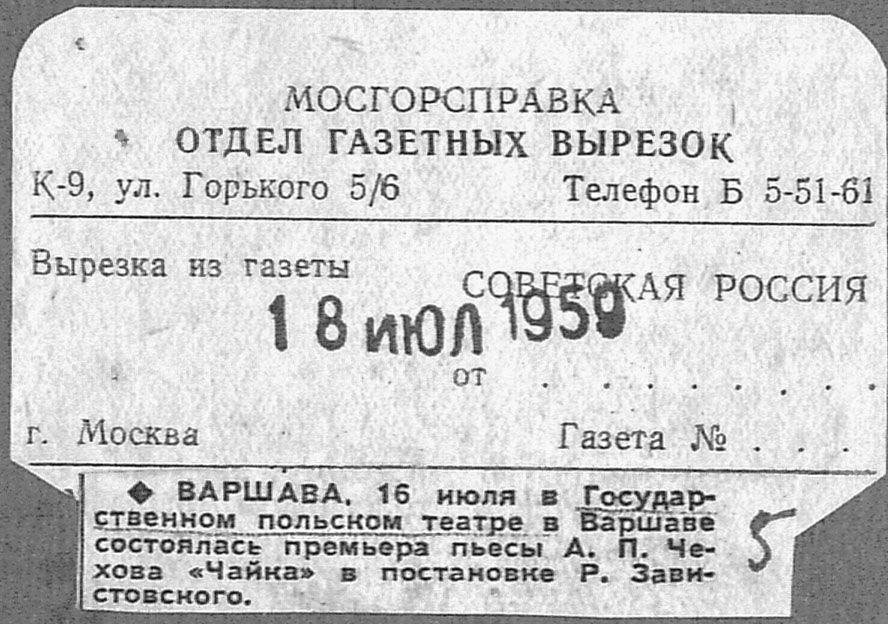 МОСГОРСПРАВКА
ОТДЕЛ ГАЗЕТНЫХ ВЫРЕЗОК
К-9, ул. Горького 5/6 Телефон Б 5-51-61
Вырезка из газеты
СОВЕТСКАЯ РОССИЯ
18 ИЮЛ 1959
от . . . . . . . .
г. Москва Газета № . . .
◆ ВАРШАВА. 16 июля в Государ-
ственном польском театре в Варшаве
состоялась премьера пьесы А. П. Че-
хова «Чайка» в постановке Р. Зави-
стовского.
5